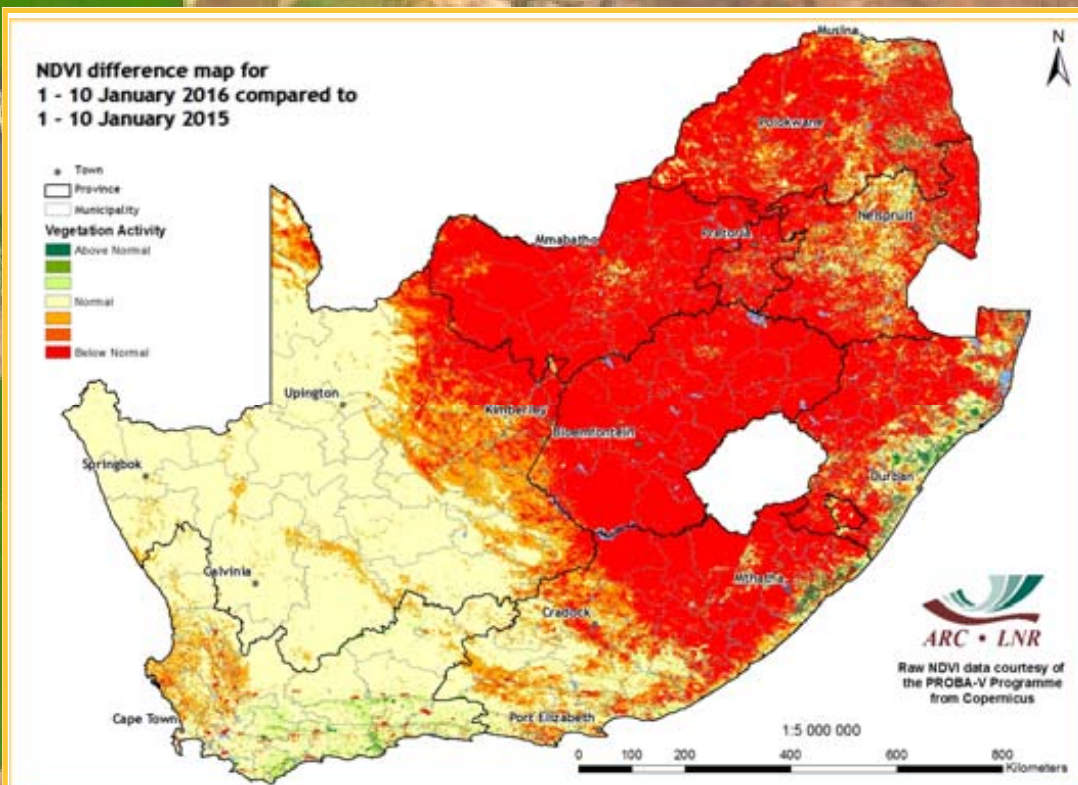 NDVI difference map for
1 - 10 January 2016 compared to
1 - 10 January 2015
N
Town
Province
Municipality
Vegetation Activity
Above Normal
Normal
Below Normal
Musina
Polokwane
Nelspruit
Pretoria
Mmabatho
Upington
Kimberley
Bloemfontein
Springbok
Durban
Calvinia
Mthatha
Cradock
Cape Town
Port Elizabeth
ARC • LNR
Raw NDVI data courtesy of
the PROBA-V Programme
from Copernicus
1:5 000 000
0 100 200 400 600 800
Kilometers